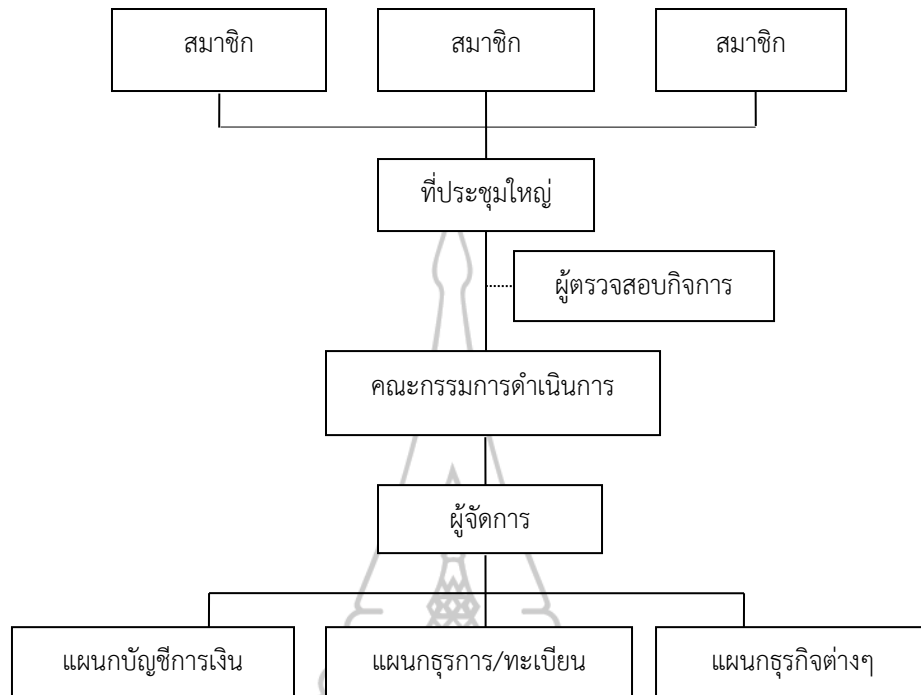 สมาชิก
สมาชิก
สมาชิก
ที่ประชุมใหญ่
ผู้ตรวจสอบกิจการ
คณะกรรมการดำเนินการ
ผู้จัดการ
แผนกบัญชีการเงิน
แผนกธุรการ/ทะเบียน
แผนกธุรกิจต่างๆ